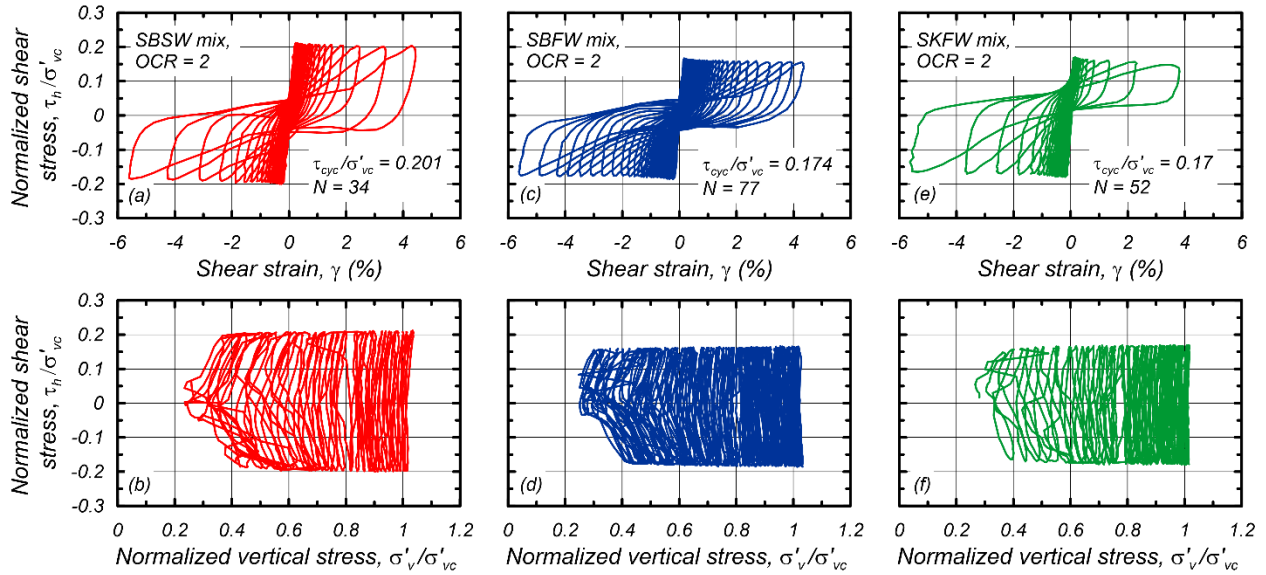 Normalized shear
stress, τh/σ'vc
0.3
0.2
0.1
0
-0.1
-0.2
-0.3
SBSW mix,
OCR = 2
τcyc/σ'vc = 0.201
N = 34
(a)
-6 -4 -2 0 2 4 6
Shear strain, γ (%)
SBFW mix,
OCR = 2
τcyc/σ'vc = 0.174
N = 77
(c)
-6 -4 -2 0 2 4 6
Shear strain, γ (%)
SKFW mix,
OCR = 2
τcyc/σ'vc = 0.17
N = 52
(e)
-6 -4 -2 0 2 4 6
Shear strain, γ (%)
Normalized shear
stress, τh/σ'vc
0.3
0.2
0.1
0
-0.1
-0.2
-0.3
(b)
0 0.2 0.4 0.6 0.8 1 1.2
Normalized vertical stress, σ'v/σ'vc
(d)
0 0.2 0.4 0.6 0.8 1 1.2
Normalized vertical stress, σ'v/σ'vc
(f)
0 0.2 0.4 0.6 0.8 1 1.2
Normalized vertical stress, σ'v/σ'vc